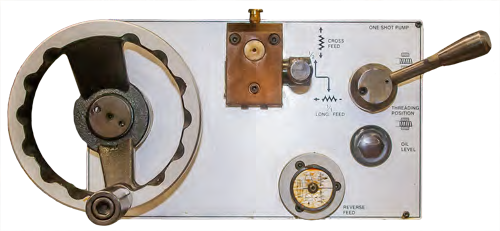 ONE SHOT PUMP
CROSS
FEED
LONG FEED
THREADING
POSITION
OIL
LEVEL
REVERSE
FEED